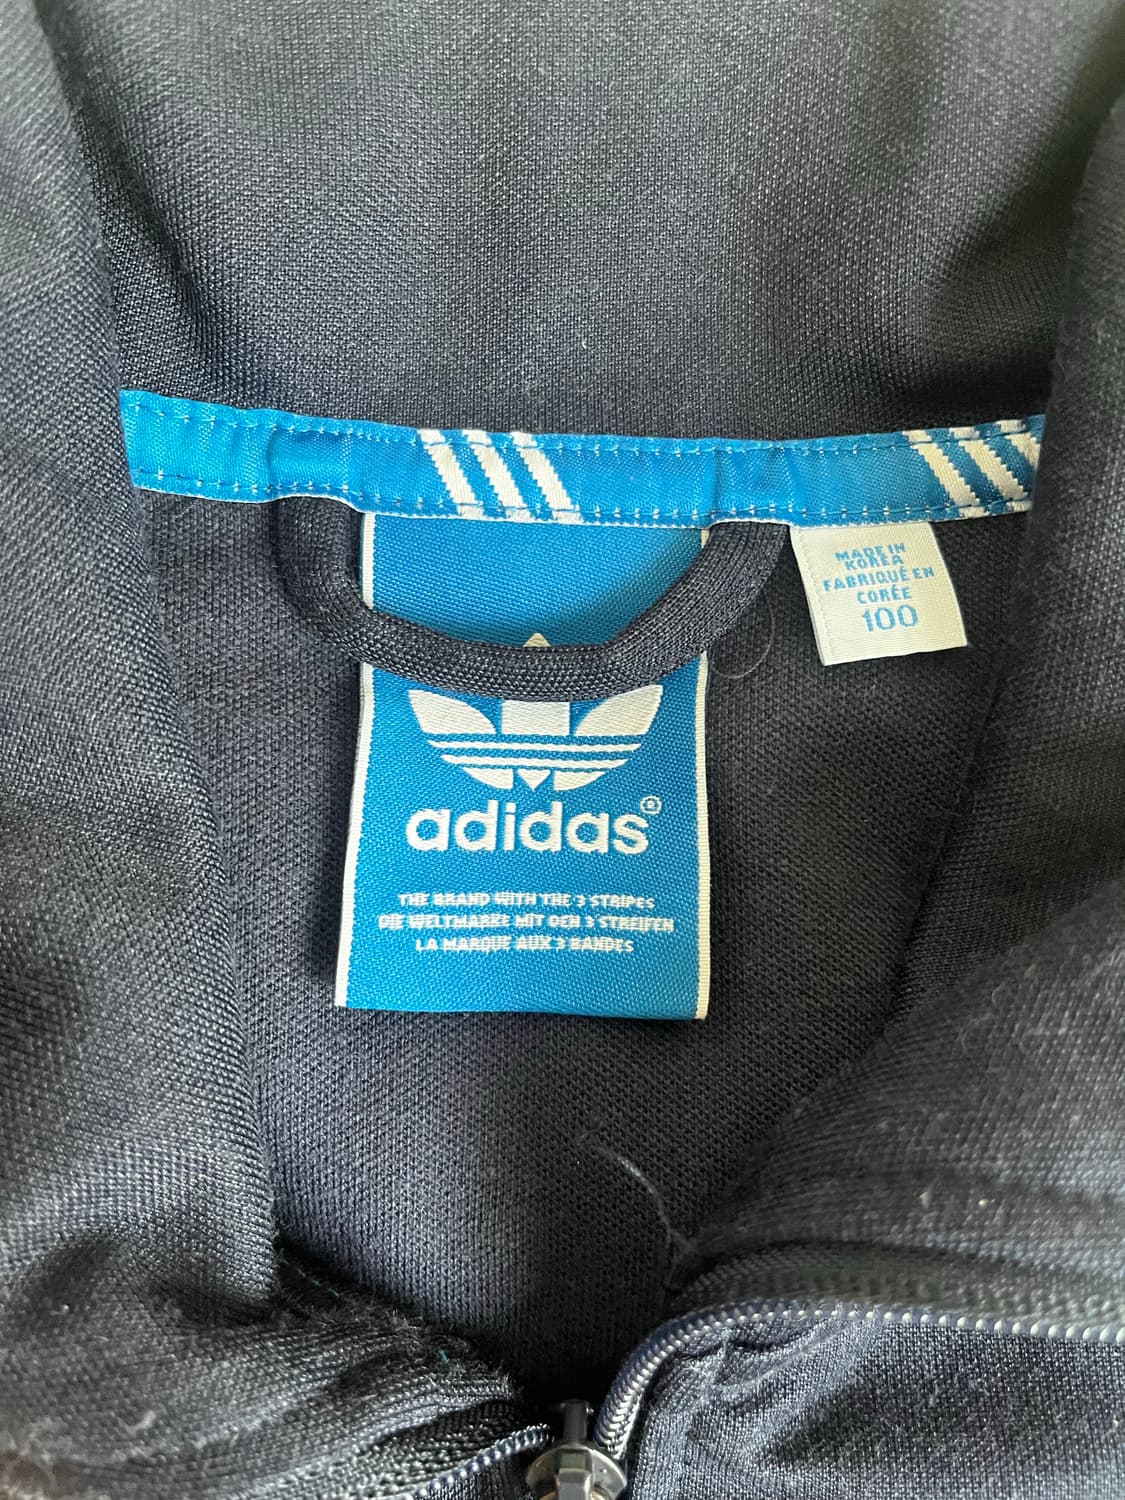 MADE IN
KOREA
FABRIQUÉ EN
CORÉE
100
adidas®
THE BRAND WITH THE 3 STRIPES
DIE WELTMARKE MIT DEN 3 STREIFEN
LA MARQUE AUX 3 BANDES